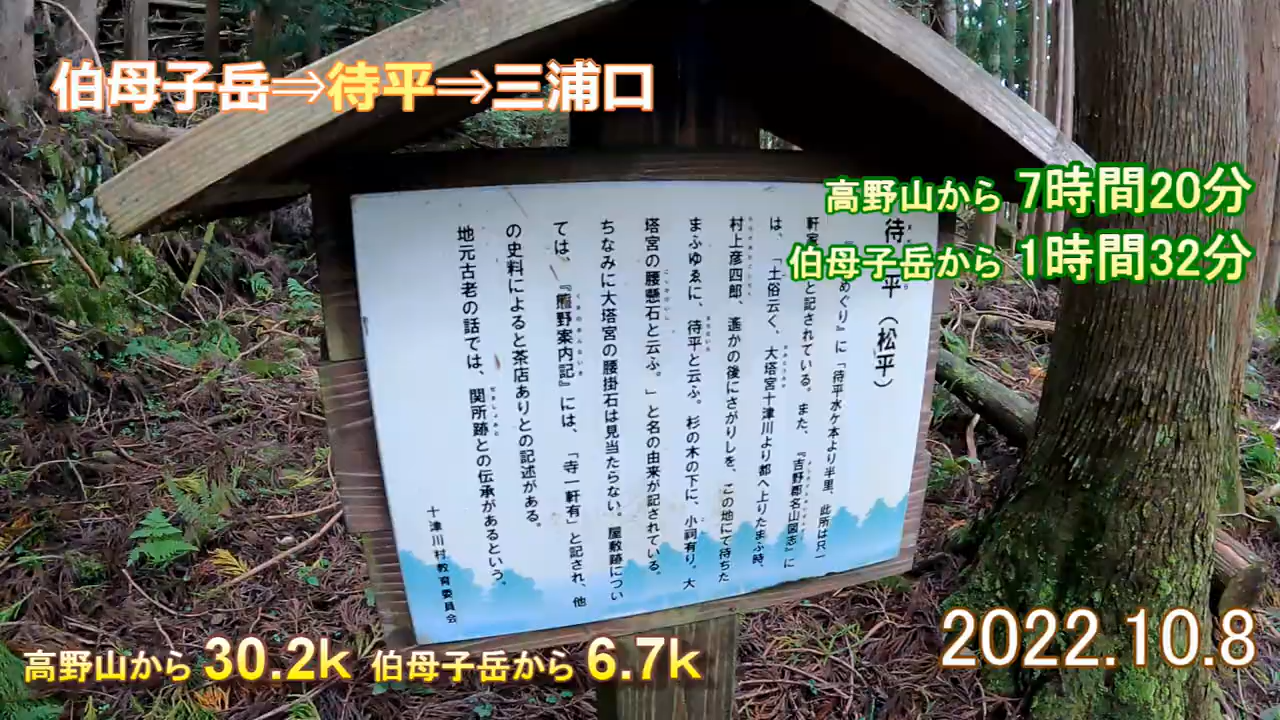 伯母子岳⇒待平⇒三浦口
高野山から 7時間20分
伯母子岳から 1時間32分
待平（松平）
めぐり』に「待平水ケ本より半里、此所は只一
軒家 と記されている。また、『吉野郡名山図志』に
は、「土俗云く、大塔宮十津川より都へ上りたまふ時、
村上彦四郎、遙かの後にさがりしを、この地にて待ちた
まふゆゑに、待平と云ふ。杉の木の下に、小祠有り。大
塔宮の腰懸石と云ふ。」と名の由来が記されている。
ちなみに大塔宮の腰掛石は見当たらない。屋敷跡につい
ては、『熊野案内記』には、「寺一軒有」と記され、他
の史料によると茶店ありとの記述がある。
地元古老の話では、関所跡との伝承があるという。
十津川村教育委員会
高野山から 30.2k 伯母子岳から 6.7k
2022.10.8